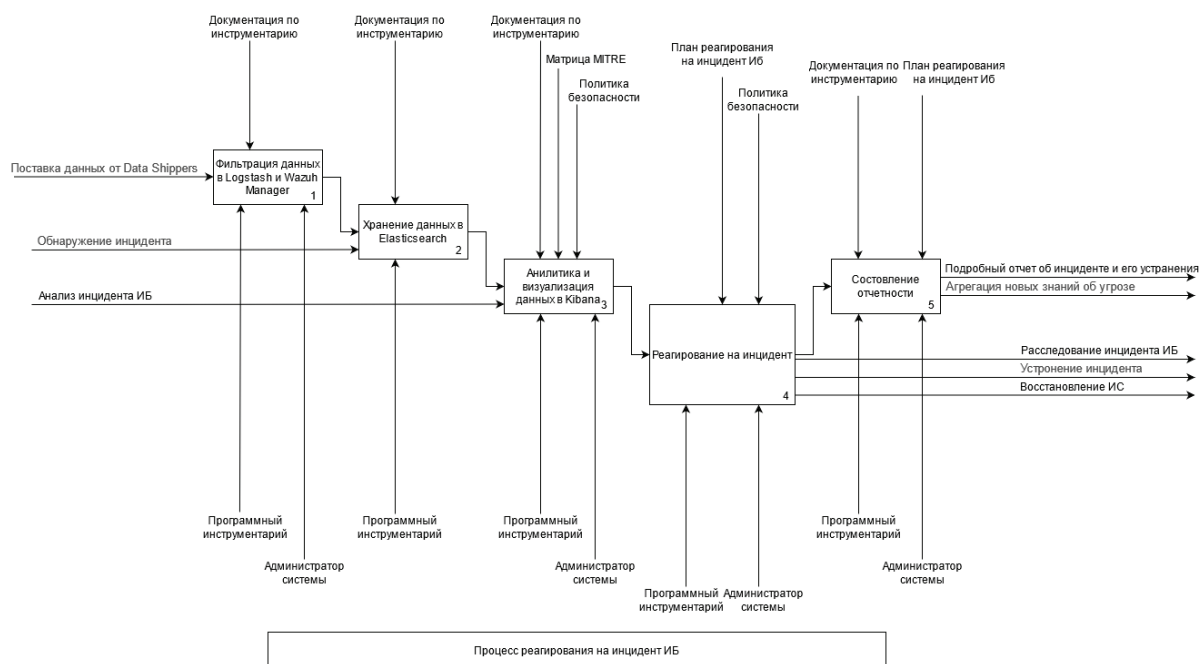 Документация по
инструментарию
Документация по
инструментарию
Документация по
инструментарию
Матрица MITRE
Политика
безопасности
План реагирования
на инцидент Иб
Политика
безопасности
Документация по
инструментарию
План реагирования
на инцидент Иб
Поставка данных от Data Shippers
Фильтрация данных
в Logstash и Wazuh
Manager
1
Обнаружение инцидента
Хранение данных в
Elasticsearch
2
Анализ инцидента ИБ
Анилитика и
визуализация
данных в Kibana
3
Реагирование на инцидент
4
Состовление
отчетности
5
Подробный отчет об инциденте и его устранения
Агрегация новых знаний об угрозе
Расследование инцидента ИБ
Устронение инцидента
Восстановление ИС
Программный
инструментарий
Администратор
системы
Программный
инструментарий
Программный
инструментарий
Администратор
системы
Программный
инструментарий
Администратор
системы
Программный
инструментарий
Администратор
системы
Процесс реагирования на инцидент ИБ